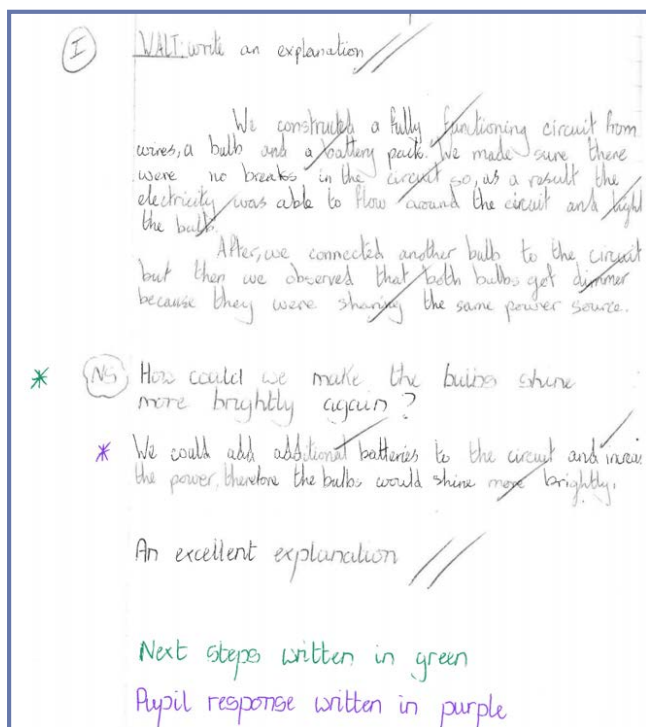 I WALT: write an explanation
We constructed a fully functioning circuit from
wires, a bulb and a battery pack. We made sure there
were no breaks in the circuit so, as a result the
electricity was able to flow around the circuit and light
the bulb.
After, we connected another bulb to the circuit
but then we observed that both bulbs got dimmer
because they were sharing the same power source.
NS How could we make the bulbs shine
more brightly again?
We could add additional batteries to the circuit and increas
the power, therefore the bulbs would shine more brightly.
An excellent explanation
Next steps written in green
Pupil response written in purple